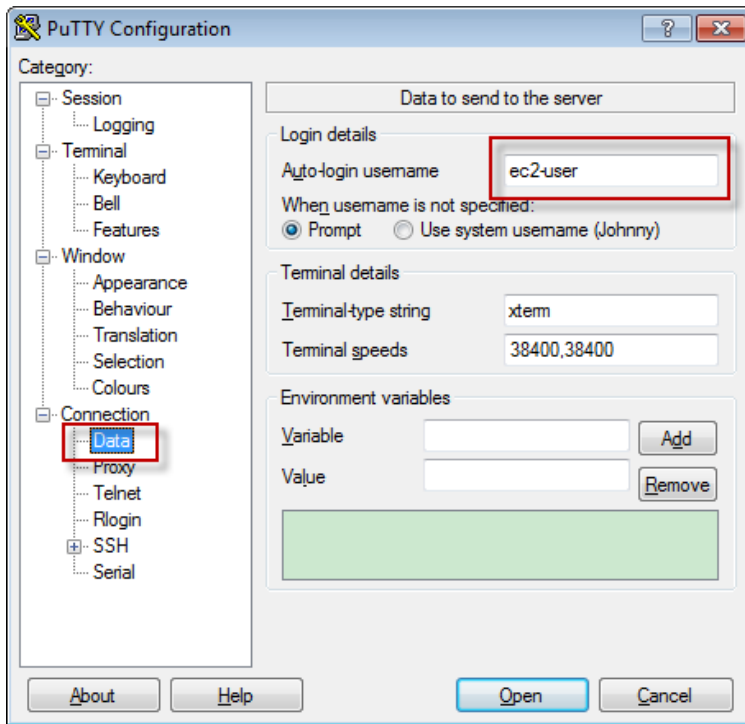 PuTTY Configuration
Category:
Session
Logging
Terminal
Keyboard
Bell
Features
Window
Appearance
Behaviour
Translation
Selection
Colours
Connection
Data
Proxy
Telnet
Rlogin
SSH
Serial
Data to send to the server
Login details
Auto-login username ec2-user
When username is not specified:
Prompt Use system username (Johnny)
Terminal details
Terminal-type string xterm
Terminal speeds 38400,38400
Environment variables
Variable Add
Value Remove
About Help Open Cancel